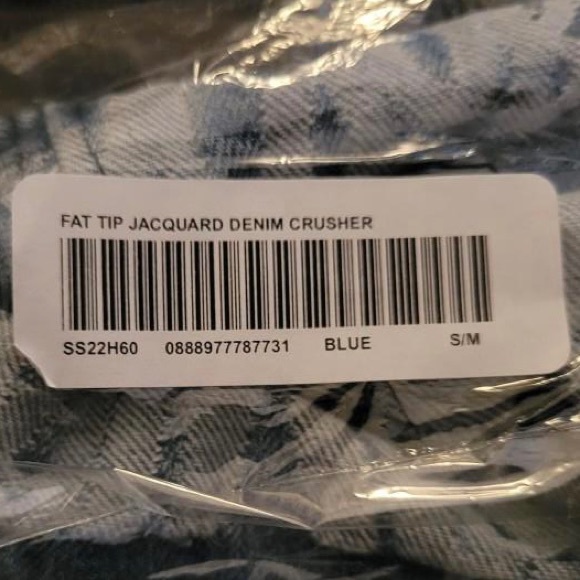 FAT TIP JACQUARD DENIM CRUSHER
SS22H60 0888977787731 BLUE S/M